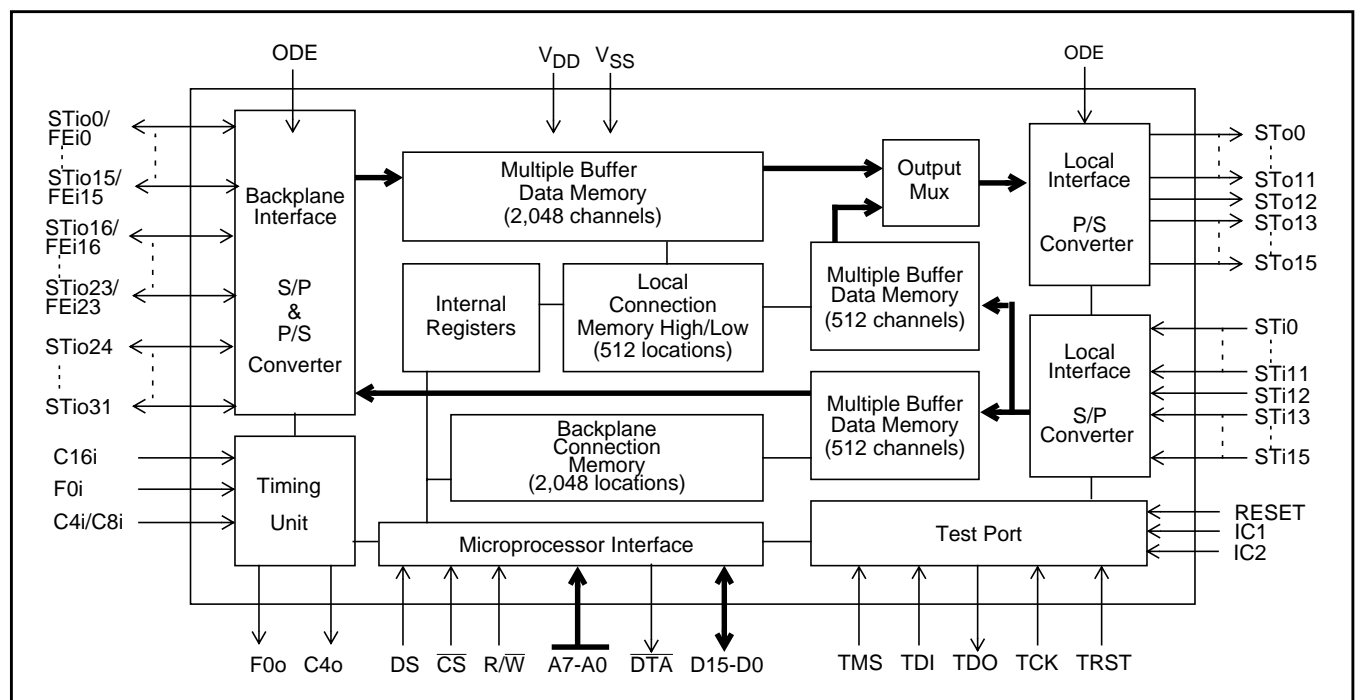 ODE
VDD
VSS
ODE
STio0/
FEi0
STio15/
FEi15
STio16/
FEi16
STio23/
FEi23
STio24
STio31
C16i
F0i
C4i/C8i
Backplane
Interface
S/P
&
P/S
Converter
Timing
Unit
Multiple Buffer
Data Memory
(2,048 channels)
Internal
Registers
Local
Connection
Memory High/Low
(512 locations)
Output
Mux
Multiple Buffer
Data Memory
(512 channels)
Multiple Buffer
Data Memory
(512 channels)
Backplane
Connection
Memory
(2,048 locations)
Microprocessor Interface
Test Port
Local
Interface
P/S
Converter
Local
Interface
S/P
Converter
STo0
STo11
STo12
STo13
STo15
STi0
STi11
STi12
STi13
STi15
RESET
IC1
IC2
F0o
C4o
DS
C̅S̅
R/W̅
A7-A0
D̅T̅A̅
D15-D0
TMS
TDI
TDO
TCK
TRST